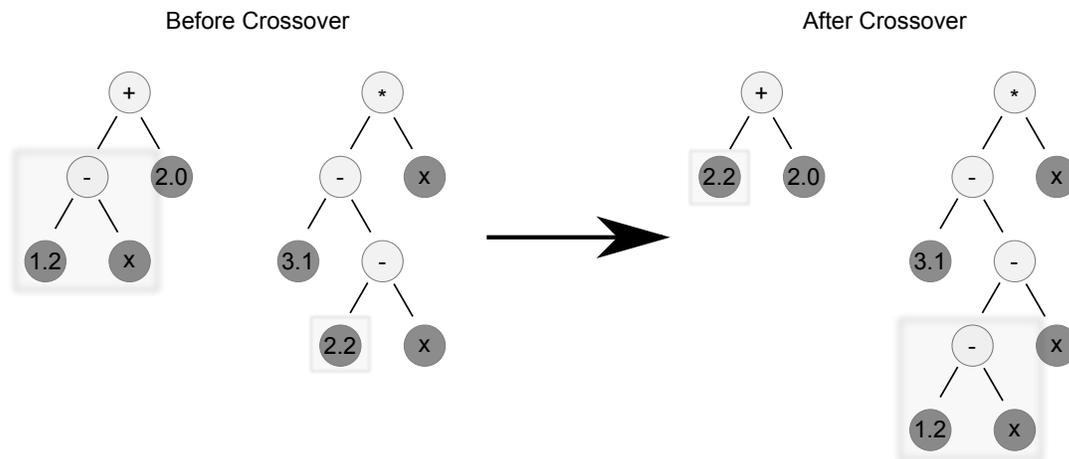 Before Crossover After Crossover
+ * + *
- 2.0 - x 2.2 2.0 - x
1.2 x 3.1 - 3.1 -
2.2 x - x
1.2 x